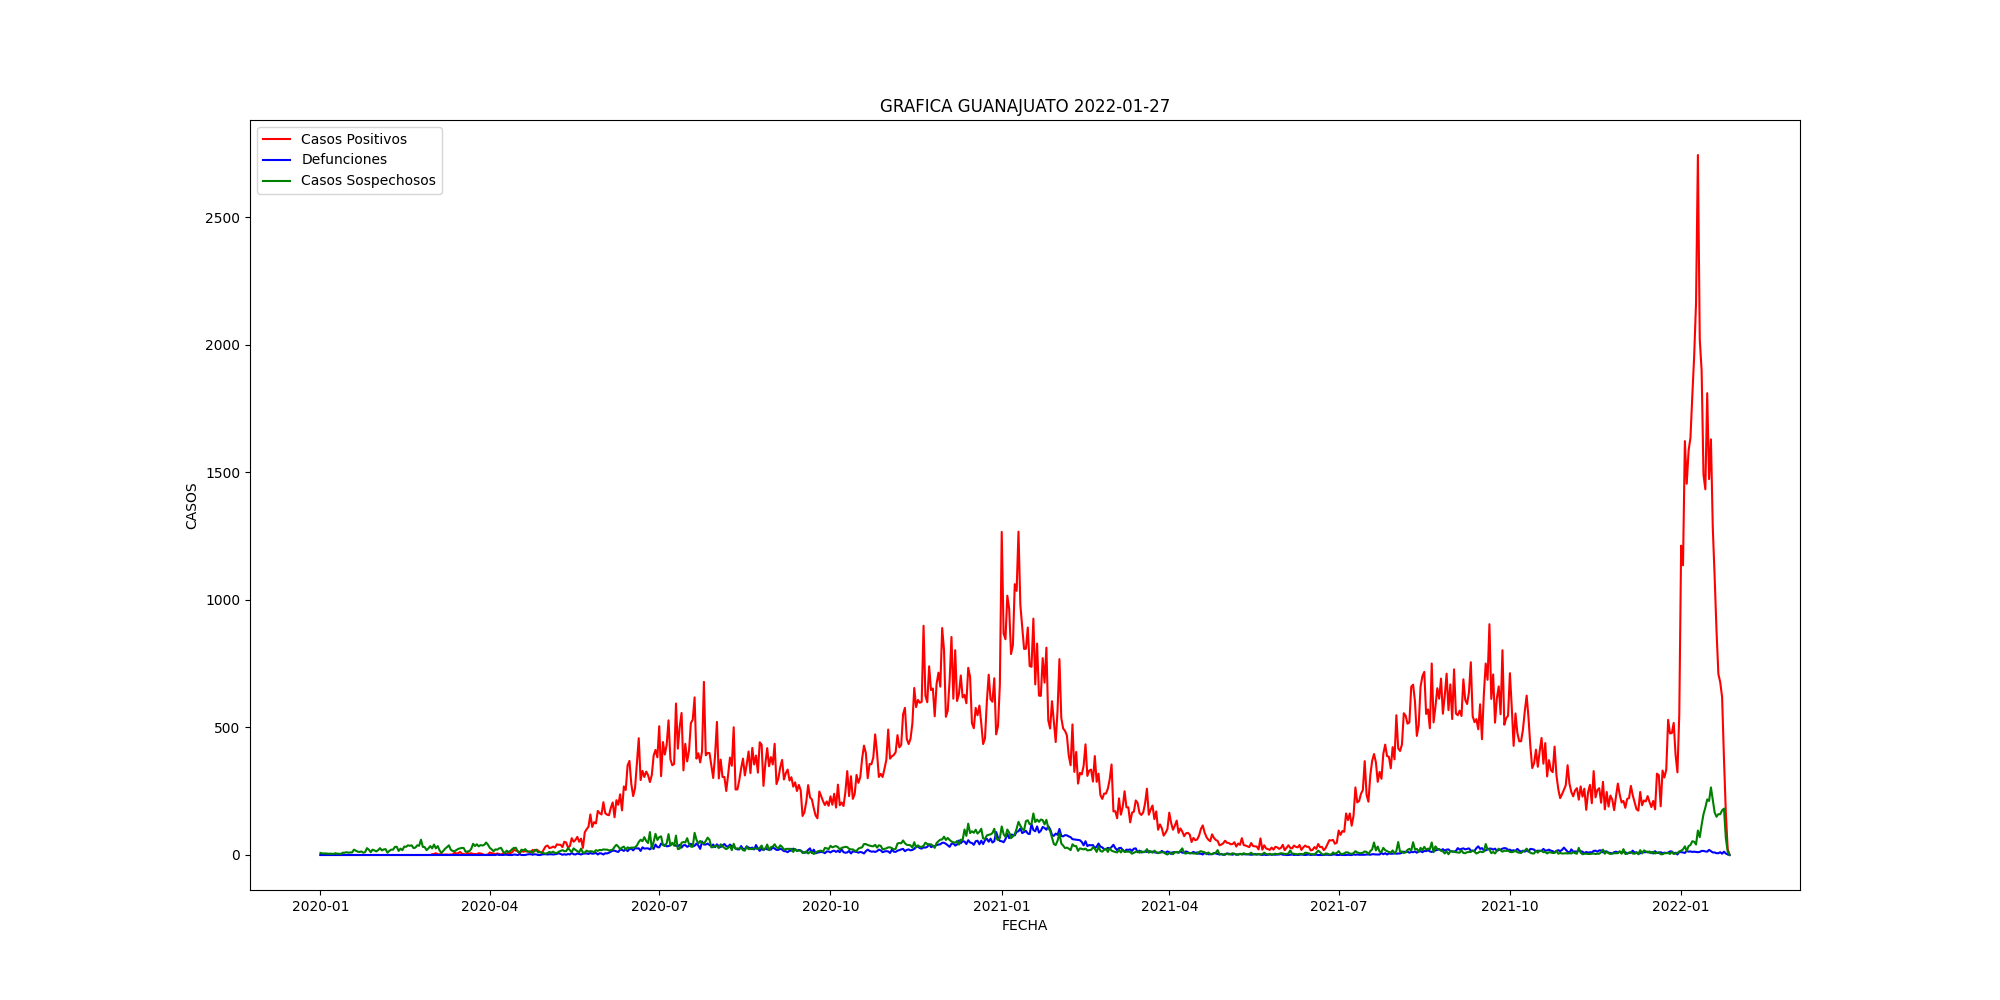 GRAFICA GUANAJUATO 2022-01-27
Casos Positivos
Defunciones
Casos Sospechosos
2500
2000
1500
1000
500
0
CASOS
2020-01
2020-04
2020-07
2020-10
2021-01
2021-04
2021-07
2021-10
2022-01
FECHA